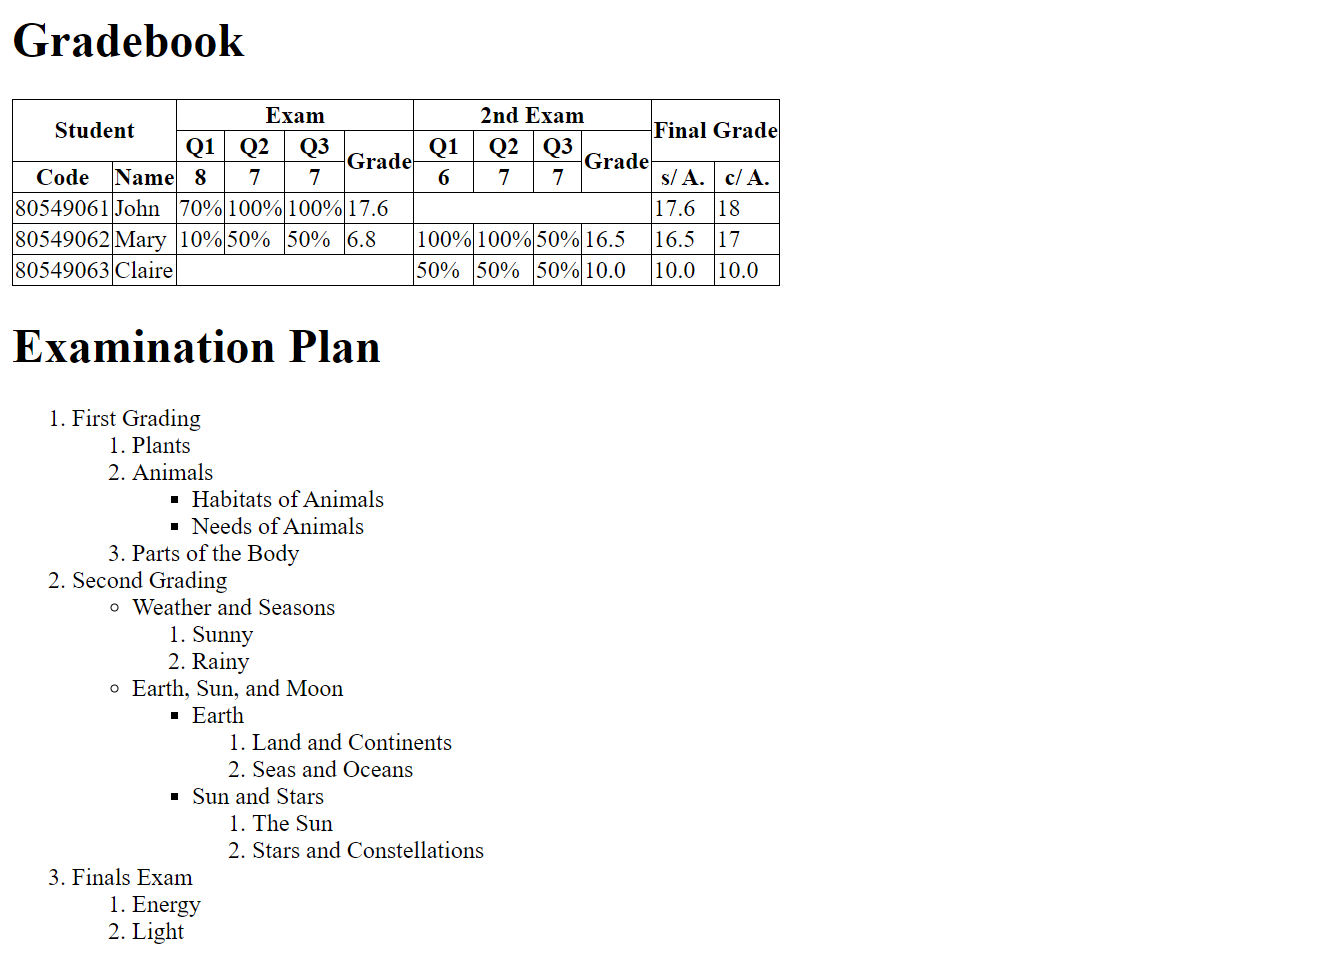 Gradebook
Student Exam 2nd Exam Final Grade
Q1 Q2 Q3 Grade Q1 Q2 Q3 Grade
Code Name 8 7 7 6 7 7 s/ A. c/ A.
80549061 John 70% 100% 100% 17.6 17.6 18
80549062 Mary 10% 50% 50% 6.8 100% 100% 50% 16.5 16.5 17
80549063 Claire 50% 50% 50% 10.0 10.0 10.0
Examination Plan
1. First Grading
1. Plants
2. Animals
▪ Habitats of Animals
▪ Needs of Animals
3. Parts of the Body
2. Second Grading
◦ Weather and Seasons
1. Sunny
2. Rainy
◦ Earth, Sun, and Moon
▪ Earth
1. Land and Continents
2. Seas and Oceans
▪ Sun and Stars
1. The Sun
2. Stars and Constellations
3. Finals Exam
1. Energy
2. Light